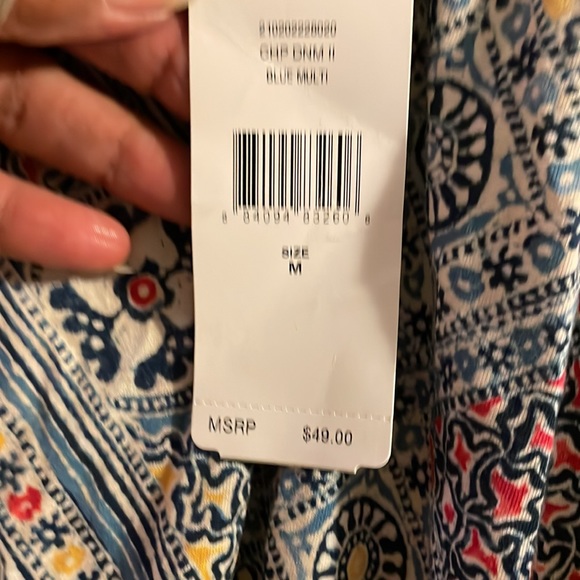 210202228020
CHP DNM II
BLUE MULTI
8 84094 83260 8
SIZE
M
MSRP $49.00